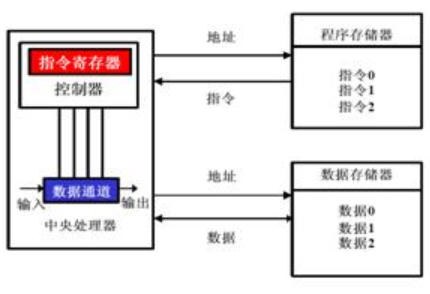 指令寄存器
控制器
输入
数据通道
输出
中央处理器
地址
指令
地址
数据
程序存储器
指令0
指令1
指令2
数据存储器
数据0
数据1
数据2